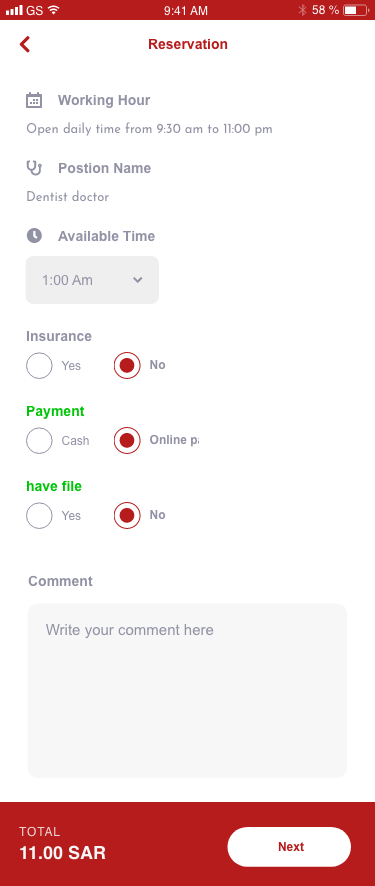 GS 9:41 AM 58 %
Reservation
Working Hour
Open daily time from 9:30 am to 11:00 pm
Postion Name
Dentist doctor
Available Time
1:00 Am
Insurance
Yes No
Payment
Cash Online pa
have file
Yes No
Comment
Write your comment here
TOTAL
11.00 SAR
Next